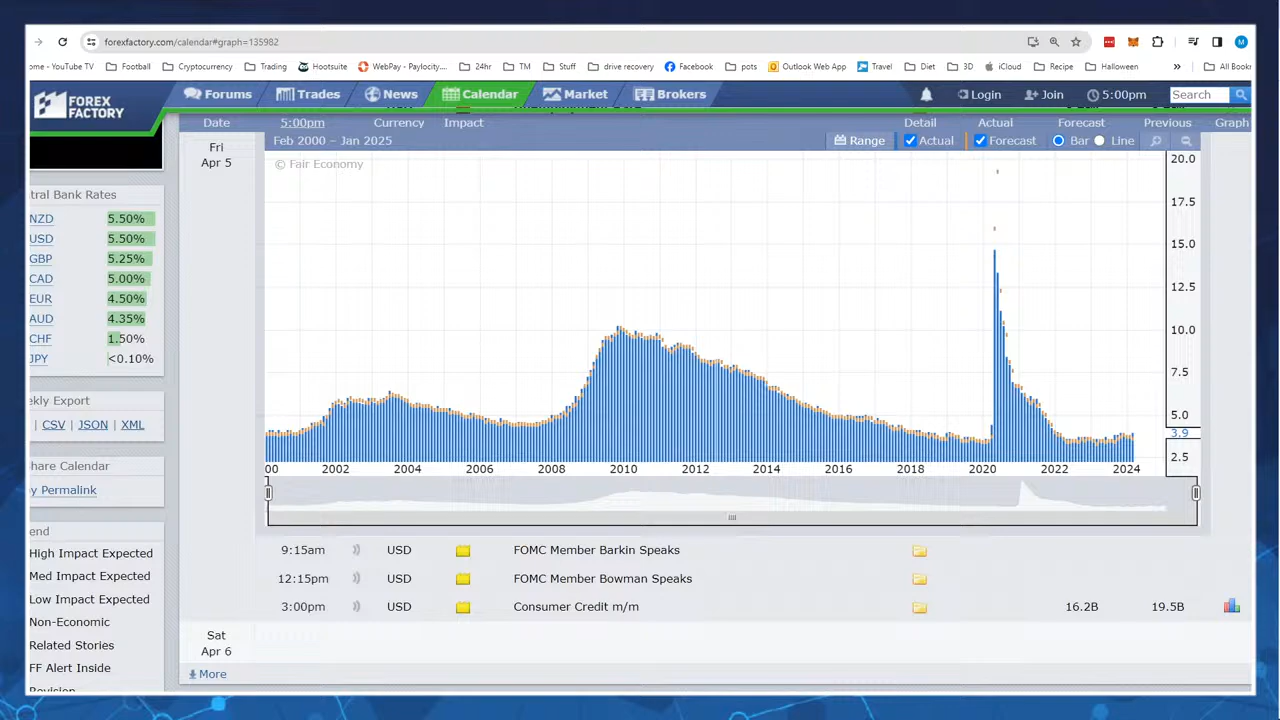 forexfactory.com/calendar#graph=135982
ome - YouTube TV Football Cryptocurrency Trading Hootsuite WebPay - Paylocity.... 24hr TM Stuff drive recovery Facebook pots Outlook Web App Travel Diet 3D iCloud Recipe Halloween » All Book
M
FOREX FACTORY
Forums Trades News Calendar Market Brokers Login Join 5:00pm Search
Date 5:00pm Currency Impact Detail Actual Forecast Previous Graph
Fri
Apr 5
Feb 2000 – Jan 2025 Range Actual Forecast Bar Line
© Fair Economy
20.0
17.5
15.0
12.5
10.0
7.5
5.0
3.9
2.5
00 2002 2004 2006 2008 2010 2012 2014 2016 2018 2020 2022 2024
tral Bank Rates
NZD 5.50%
USD 5.50%
GBP 5.25%
CAD 5.00%
EUR 4.50%
AUD 4.35%
CHF 1.50%
JPY <0.10%
ekly Export
| CSV | JSON | XML
hare Calendar
y Permalink
end
High Impact Expected
Med Impact Expected
Low Impact Expected
Non-Economic
Related Stories
FF Alert Inside
Revision
9:15am USD FOMC Member Barkin Speaks
12:15pm USD FOMC Member Bowman Speaks
3:00pm USD Consumer Credit m/m 16.2B 19.5B
Sat
Apr 6
More